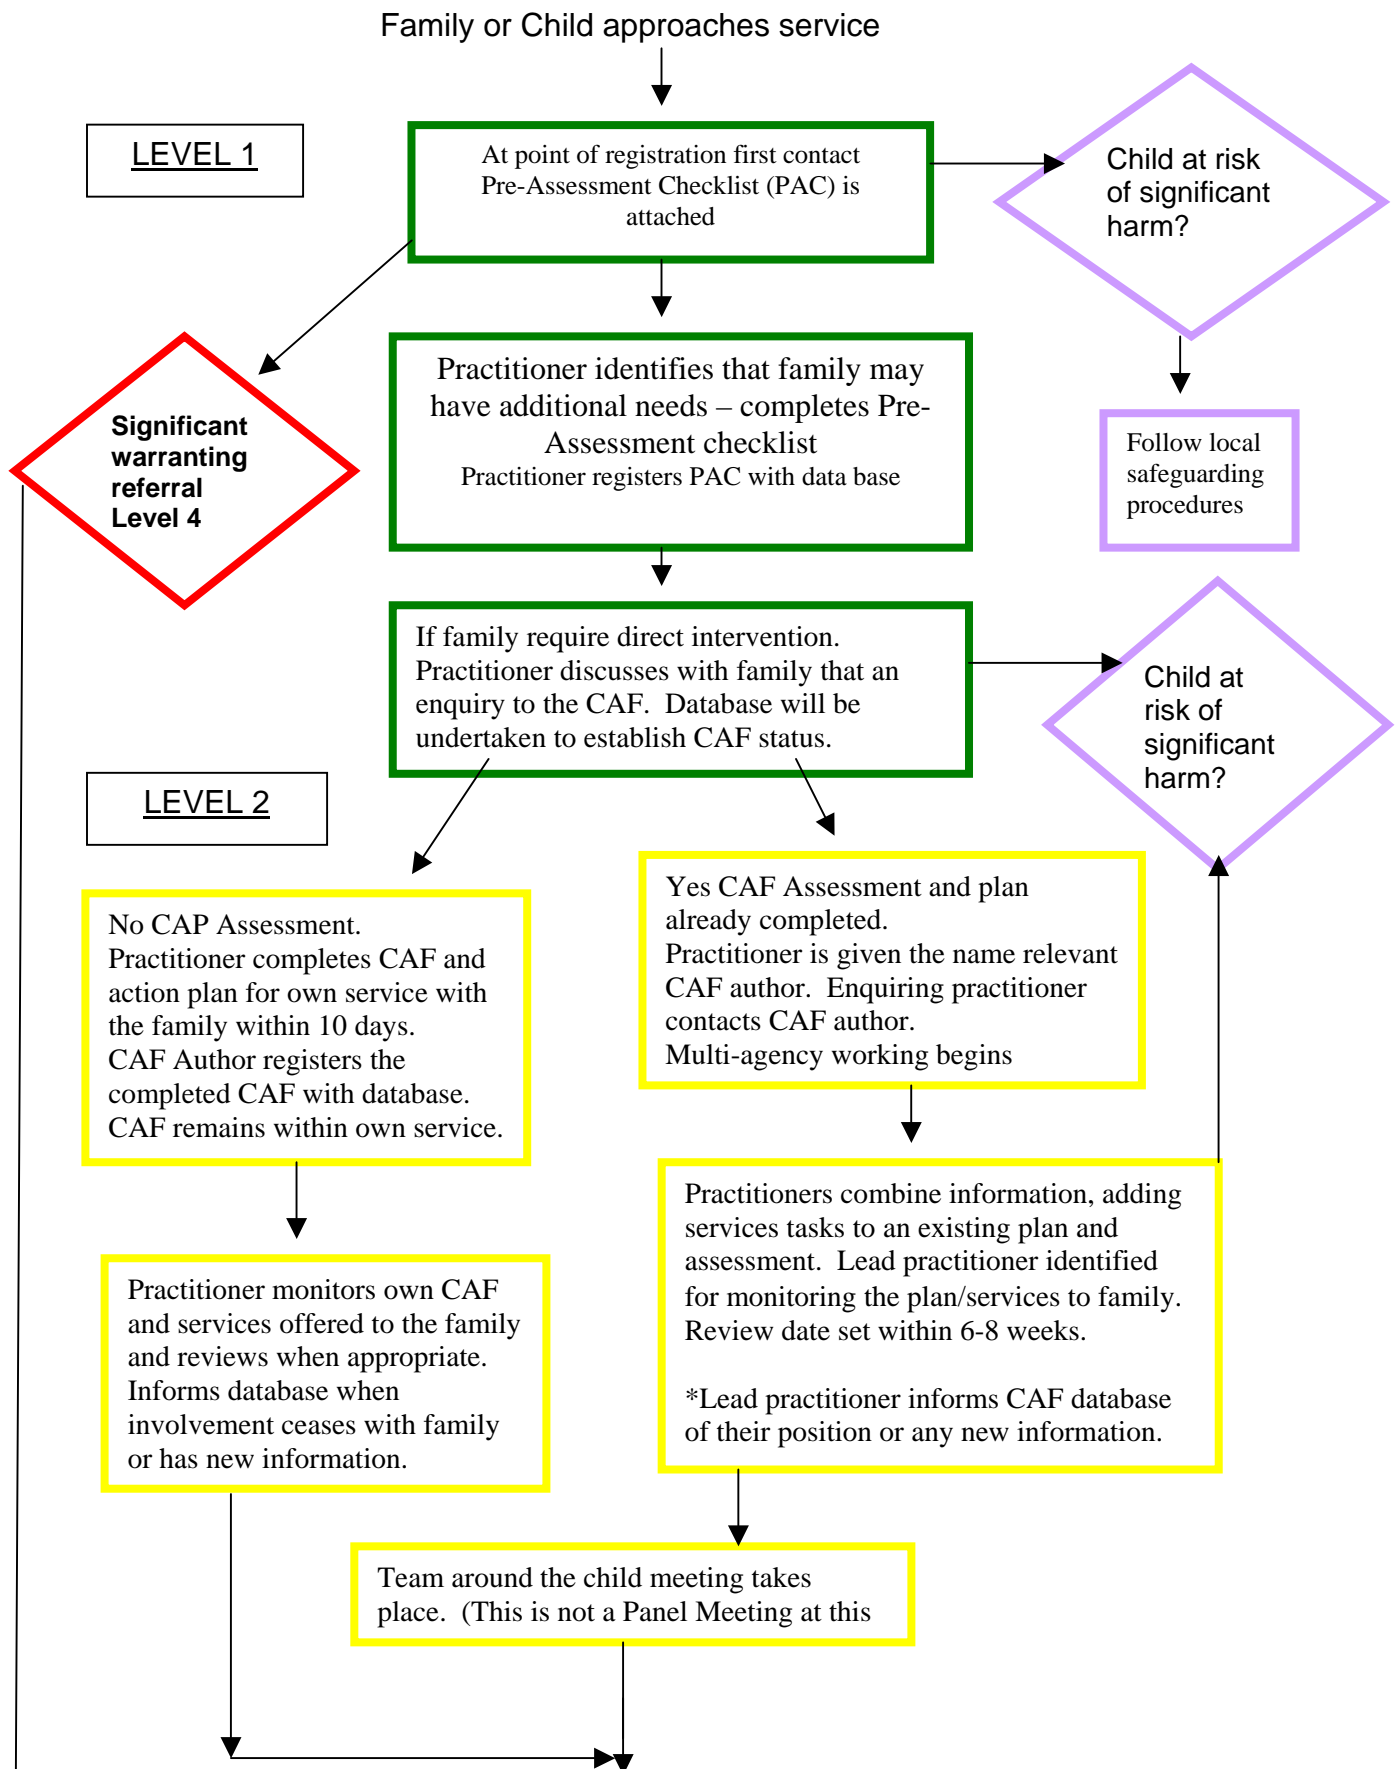 Family or Child approaches service
LEVEL 1
At point of registration first contact
Pre-Assessment Checklist (PAC) is
attached
Child at risk
of significant
harm?
Significant
warranting
referral
Level 4
Practitioner identifies that family may
have additional needs – completes Pre-
Assessment checklist
Practitioner registers PAC with data base
Follow local
safeguarding
procedures
If family require direct intervention.
Practitioner discusses with family that an
enquiry to the CAF.  Database will be
undertaken to establish CAF status.
Child at
risk of
significant
harm?
LEVEL 2
No CAP Assessment.
Practitioner completes CAF and
action plan for own service with
the family within 10 days.
CAF Author registers the
completed CAF with database.
CAF remains within own service.
Yes CAF Assessment and plan
already completed.
Practitioner is given the name relevant
CAF author.  Enquiring practitioner
contacts CAF author.
Multi-agency working begins
Practitioner monitors own CAF
and services offered to the family
and reviews when appropriate.
Informs database when
involvement ceases with family
or has new information.
Practitioners combine information, adding
services tasks to an existing plan and
assessment.  Lead practitioner identified
for monitoring the plan/services to family.
Review date set within 6-8 weeks.
*Lead practitioner informs CAF database
of their position or any new information.
Team around the child meeting takes
place.  (This is not a Panel Meeting at this